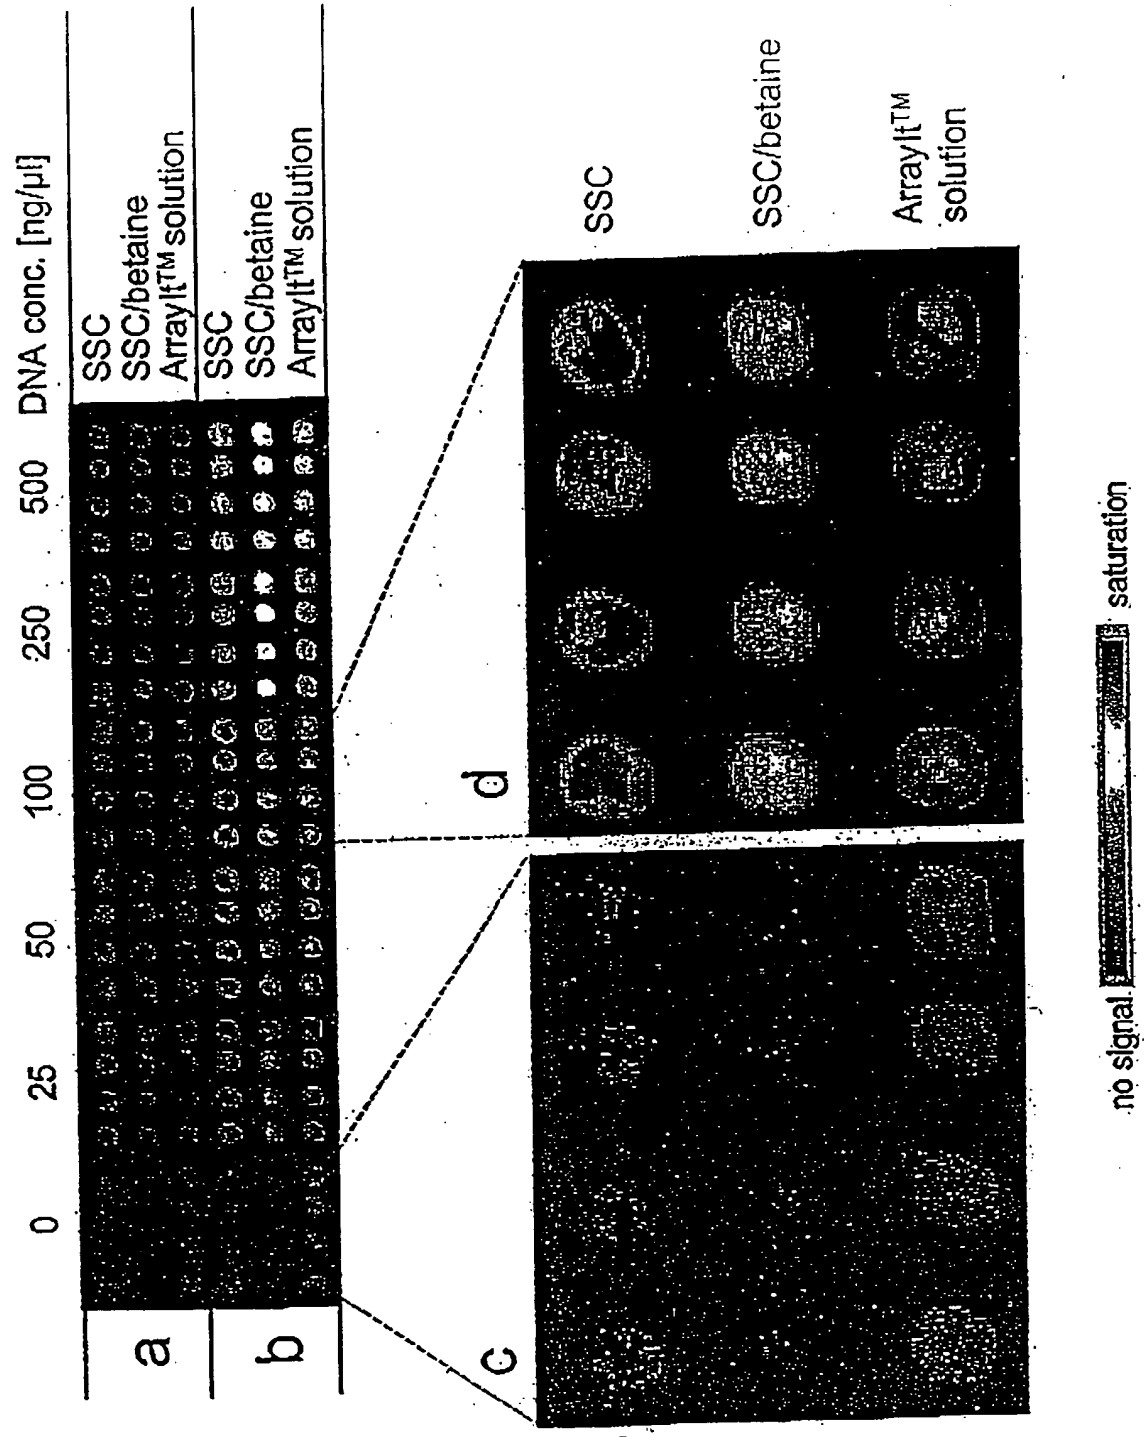 0 25 50 100 250 500 DNA conc. [ng/µl]
a
SSC
SSC/betaine
ArrayIt™ solution
b
SSC
SSC/betaine
ArrayIt™ solution
c
d
SSC
SSC/betaine
ArrayIt™
solution
no signal saturation